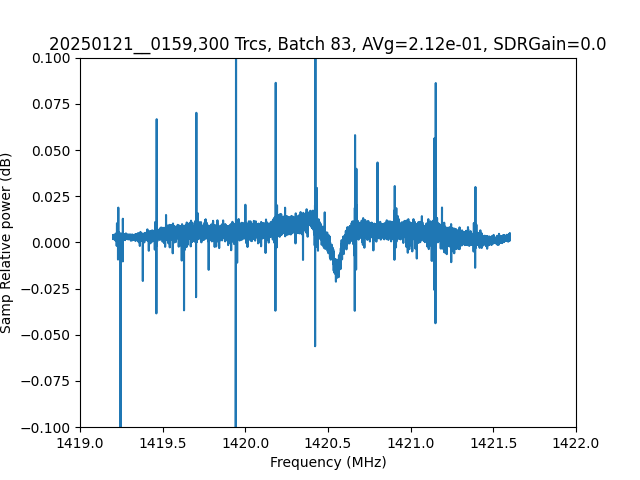 20250121__0159,300 Trcs, Batch 83, AVg=2.12e-01, SDRGain=0.0
0.100
0.075
0.050
0.025
0.000
−0.025
−0.050
−0.075
−0.100
Samp Relative power (dB)
1419.0 1419.5 1420.0 1420.5 1421.0 1421.5 1422.0
Frequency (MHz)